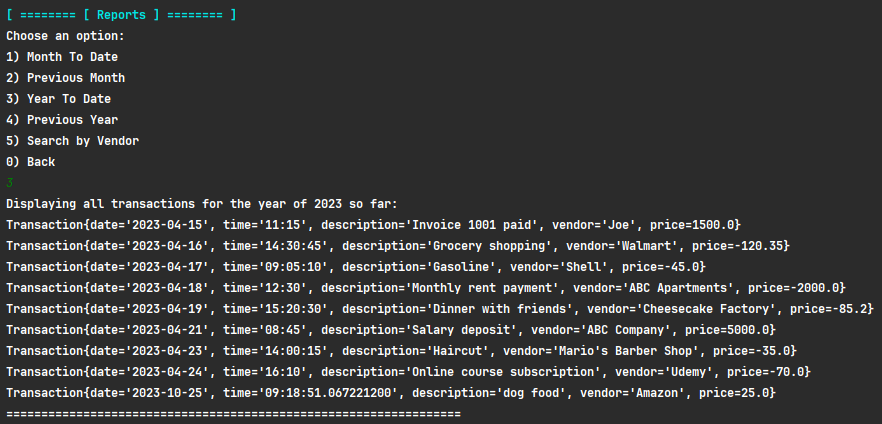 [ ======== [ Reports ] ======== ]
Choose an option:
1) Month To Date
2) Previous Month
3) Year To Date
4) Previous Year
5) Search by Vendor
0) Back
3
Displaying all transactions for the year of 2023 so far:
Transaction{date='2023-04-15', time='11:15', description='Invoice 1001 paid', vendor='Joe', price=1500.0}
Transaction{date='2023-04-16', time='14:30:45', description='Grocery shopping', vendor='Walmart', price=-120.35}
Transaction{date='2023-04-17', time='09:05:10', description='Gasoline', vendor='Shell', price=-45.0}
Transaction{date='2023-04-18', time='12:30', description='Monthly rent payment', vendor='ABC Apartments', price=-2000.0}
Transaction{date='2023-04-19', time='15:20:30', description='Dinner with friends', vendor='Cheesecake Factory', price=-85.2}
Transaction{date='2023-04-21', time='08:45', description='Salary deposit', vendor='ABC Company', price=5000.0}
Transaction{date='2023-04-23', time='14:00:15', description='Haircut', vendor='Mario's Barber Shop', price=-35.0}
Transaction{date='2023-04-24', time='16:10', description='Online course subscription', vendor='Udemy', price=-70.0}
Transaction{date='2023-10-25', time='09:18:51.067221200', description='dog food', vendor='Amazon', price=25.0}
=================================================================